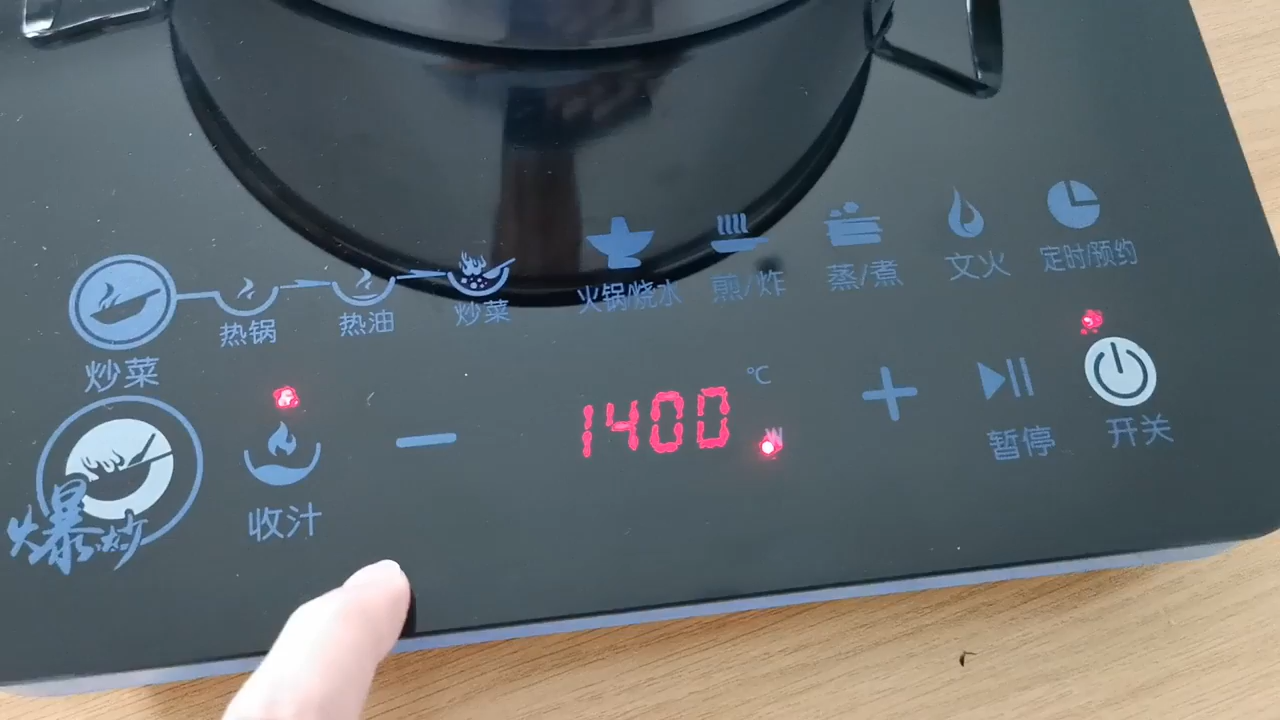 火锅/烧水 煎/炸 蒸/煮 文火 定时/预约
热锅 热油 炒菜
炒菜
℃
1400 W
暂停 开关
爆炒 收汁